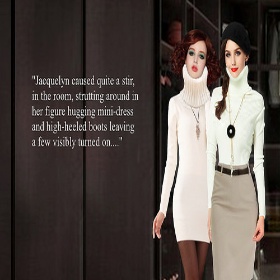 "Jacquelyn caused quite a stir,
in the room, strutting around in
her figure hugging mini-dress
and high-heeled boots leaving
a few visibly turned on...."